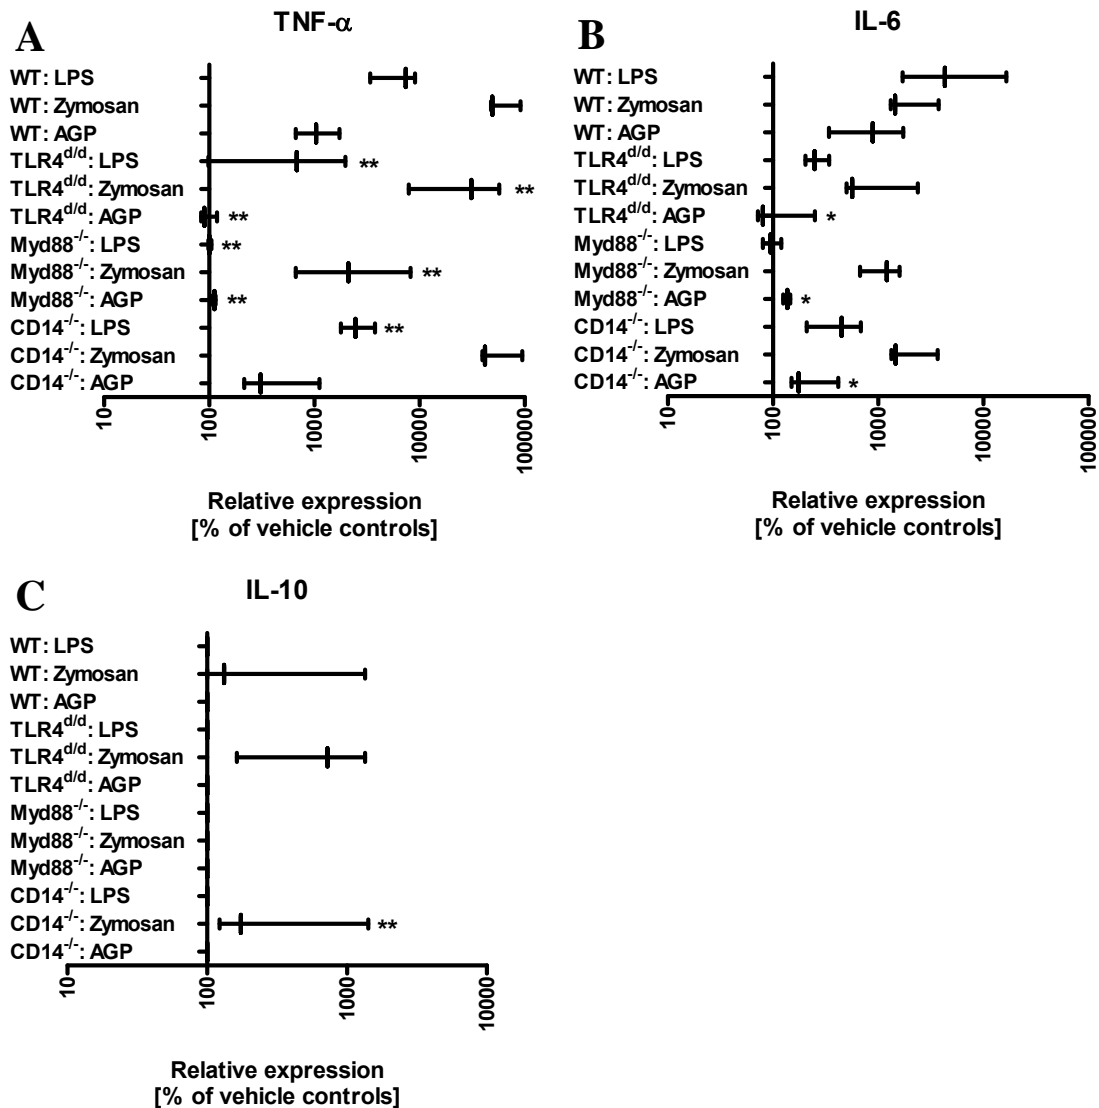 A
TNF-α
WT: LPS
WT: Zymosan
WT: AGP
TLR4d/d: LPS
**
TLR4d/d: Zymosan
**
TLR4d/d: AGP
**
Myd88-/-: LPS
**
Myd88-/-: Zymosan
**
Myd88-/-: AGP
**
CD14-/-: LPS
**
CD14-/-: Zymosan
CD14-/-: AGP
10
100
1000
10000
100000
Relative expression
[% of vehicle controls]
B
IL-6
WT: LPS
WT: Zymosan
WT: AGP
TLR4d/d: LPS
TLR4d/d: Zymosan
TLR4d/d: AGP
*
Myd88-/-: LPS
Myd88-/-: Zymosan
Myd88-/-: AGP
*
CD14-/-: LPS
CD14-/-: Zymosan
CD14-/-: AGP
*
10
100
1000
10000
100000
Relative expression
[% of vehicle controls]
C
IL-10
WT: LPS
WT: Zymosan
WT: AGP
TLR4d/d: LPS
TLR4d/d: Zymosan
TLR4d/d: AGP
Myd88-/-: LPS
Myd88-/-: Zymosan
Myd88-/-: AGP
CD14-/-: LPS
CD14-/-: Zymosan
**
CD14-/-: AGP
10
100
1000
10000
Relative expression
[% of vehicle controls]